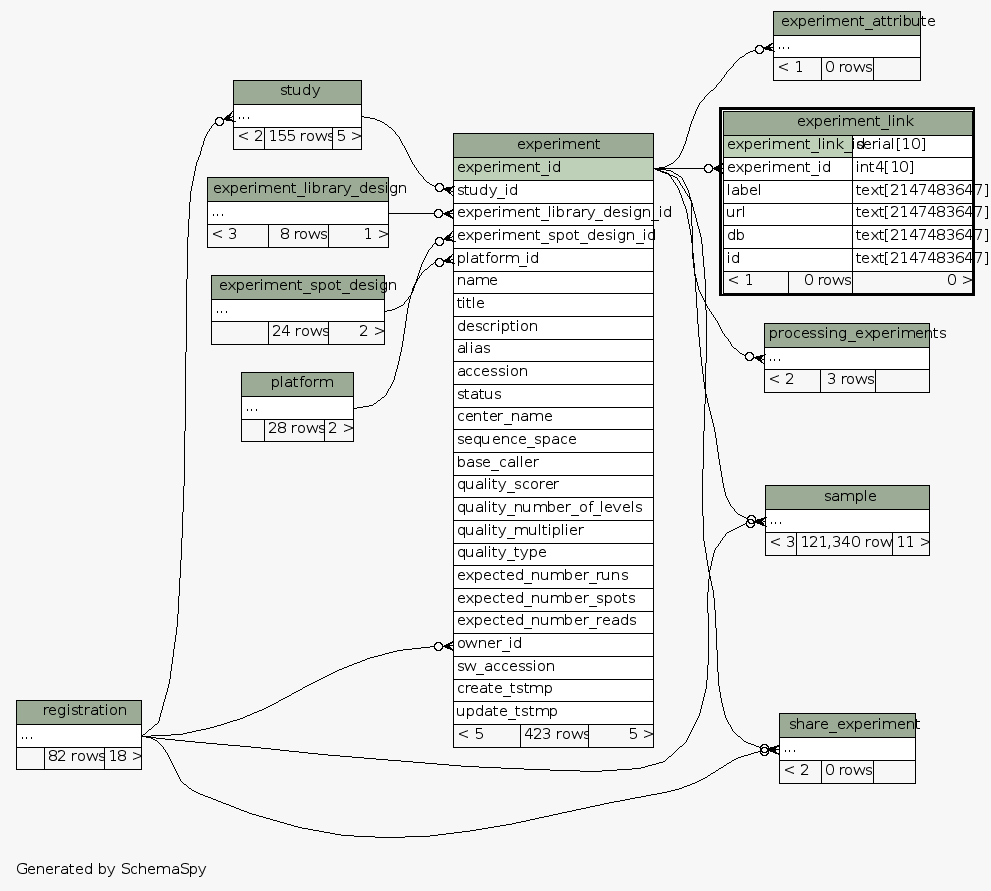 experiment_attribute
...
< 1 0 rows
study
...
< 2 155 rows 5 >
experiment_link
experiment_link_id serial[10]
experiment_id int4[10]
label text[2147483647]
url text[2147483647]
db text[2147483647]
id text[2147483647]
< 1 0 rows 0 >
experiment
experiment_id
study_id
experiment_library_design_id
experiment_spot_design_id
platform_id
name
title
description
alias
accession
status
center_name
sequence_space
base_caller
quality_scorer
quality_number_of_levels
quality_multiplier
quality_type
expected_number_runs
expected_number_spots
expected_number_reads
owner_id
sw_accession
create_tstmp
update_tstmp
< 5 423 rows 5 >
experiment_library_design
...
< 3 8 rows 1 >
experiment_spot_design
...
24 rows 2 >
platform
...
28 rows 2 >
processing_experiments
...
< 2 3 rows
sample
...
< 3 121,340 row 11 >
registration
...
82 rows 18 >
share_experiment
...
< 2 0 rows
Generated by SchemaSpy